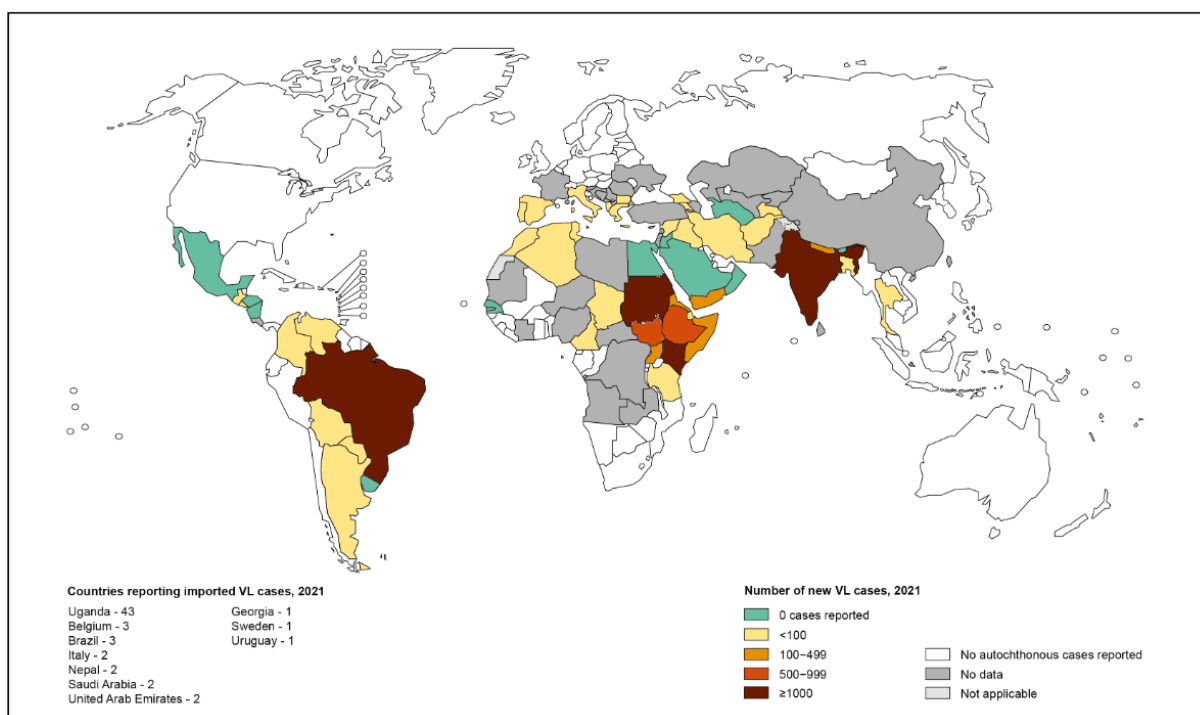 Countries reporting imported VL cases, 2021
Uganda - 43
Belgium - 3
Brazil - 3
Italy - 2
Nepal - 2
Saudi Arabia - 2
United Arab Emirates - 2
Georgia - 1
Sweden - 1
Uruguay - 1
Number of new VL cases, 2021
0 cases reported
<100
100–499
500–999
≥1000
No autochthonous cases reported
No data
Not applicable